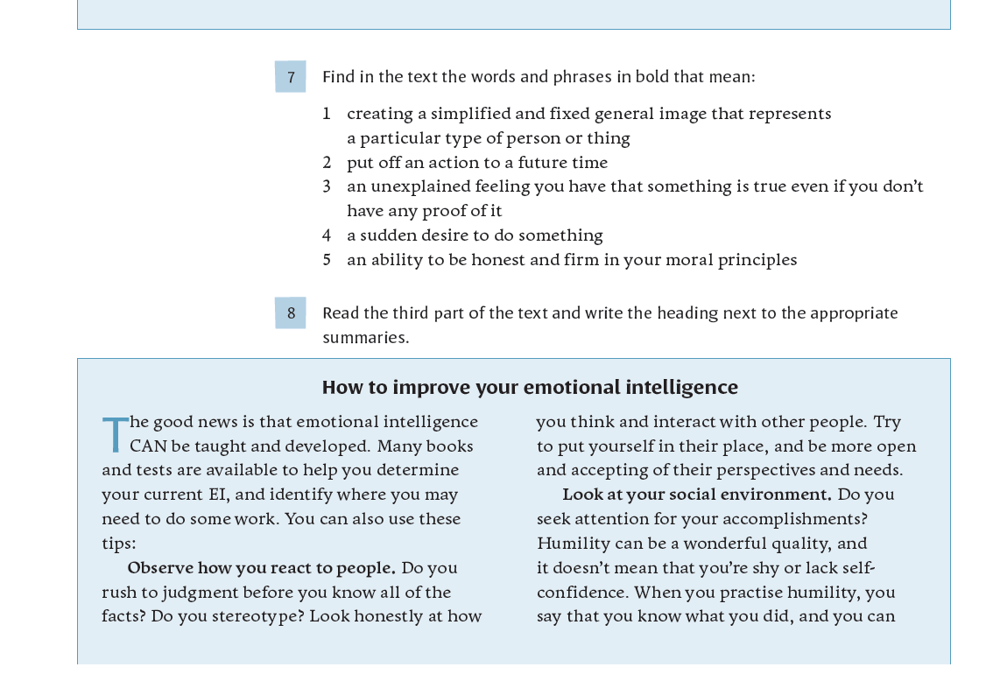 7 Find in the text the words and phrases in bold that mean:
1 creating a simplified and fixed general image that represents
a particular type of person or thing
2 put off an action to a future time
3 an unexplained feeling you have that something is true even if you don't
have any proof of it
4 a sudden desire to do something
5 an ability to be honest and firm in your moral principles
8 Read the third part of the text and write the heading next to the appropriate
summaries.
How to improve your emotional intelligence
The good news is that emotional intelligence
CAN be taught and developed. Many books
and tests are available to help you determine
your current EI, and identify where you may
need to do some work. You can also use these
tips:
Observe how you react to people. Do you
rush to judgment before you know all of the
facts? Do you stereotype? Look honestly at how
you think and interact with other people. Try
to put yourself in their place, and be more open
and accepting of their perspectives and needs.
Look at your social environment. Do you
seek attention for your accomplishments?
Humility can be a wonderful quality, and
it doesn't mean that you're shy or lack self-
confidence. When you practise humility, you
say that you know what you did, and you can